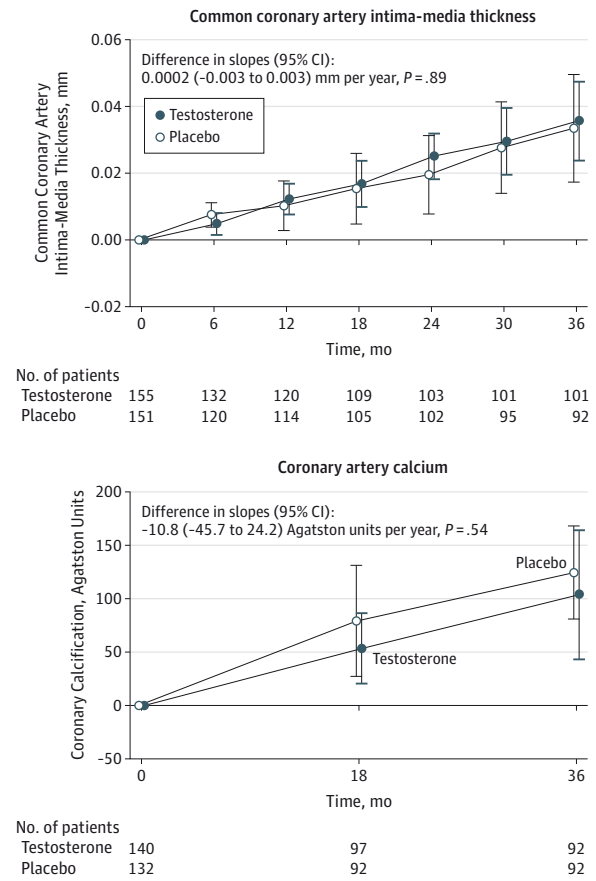 Common coronary artery intima-media thickness
0.06
0.04
0.02
0.00
-0.02
Common Coronary Artery
Intima-Media Thickness, mm
Difference in slopes (95% CI):
0.0002 (-0.003 to 0.003) mm per year, P = .89
Testosterone
Placebo
0 6 12 18 24 30 36
Time, mo
No. of patients
Testosterone 155 132 120 109 103 101 101
Placebo 151 120 114 105 102 95 92
Coronary artery calcium
200
150
100
50
0
-50
Coronary Calcification, Agatston Units
Difference in slopes (95% CI):
-10.8 (-45.7 to 24.2) Agatston units per year, P = .54
Placebo
Testosterone
0 18 36
Time, mo
No. of patients
Testosterone 140 97 92
Placebo 132 92 92